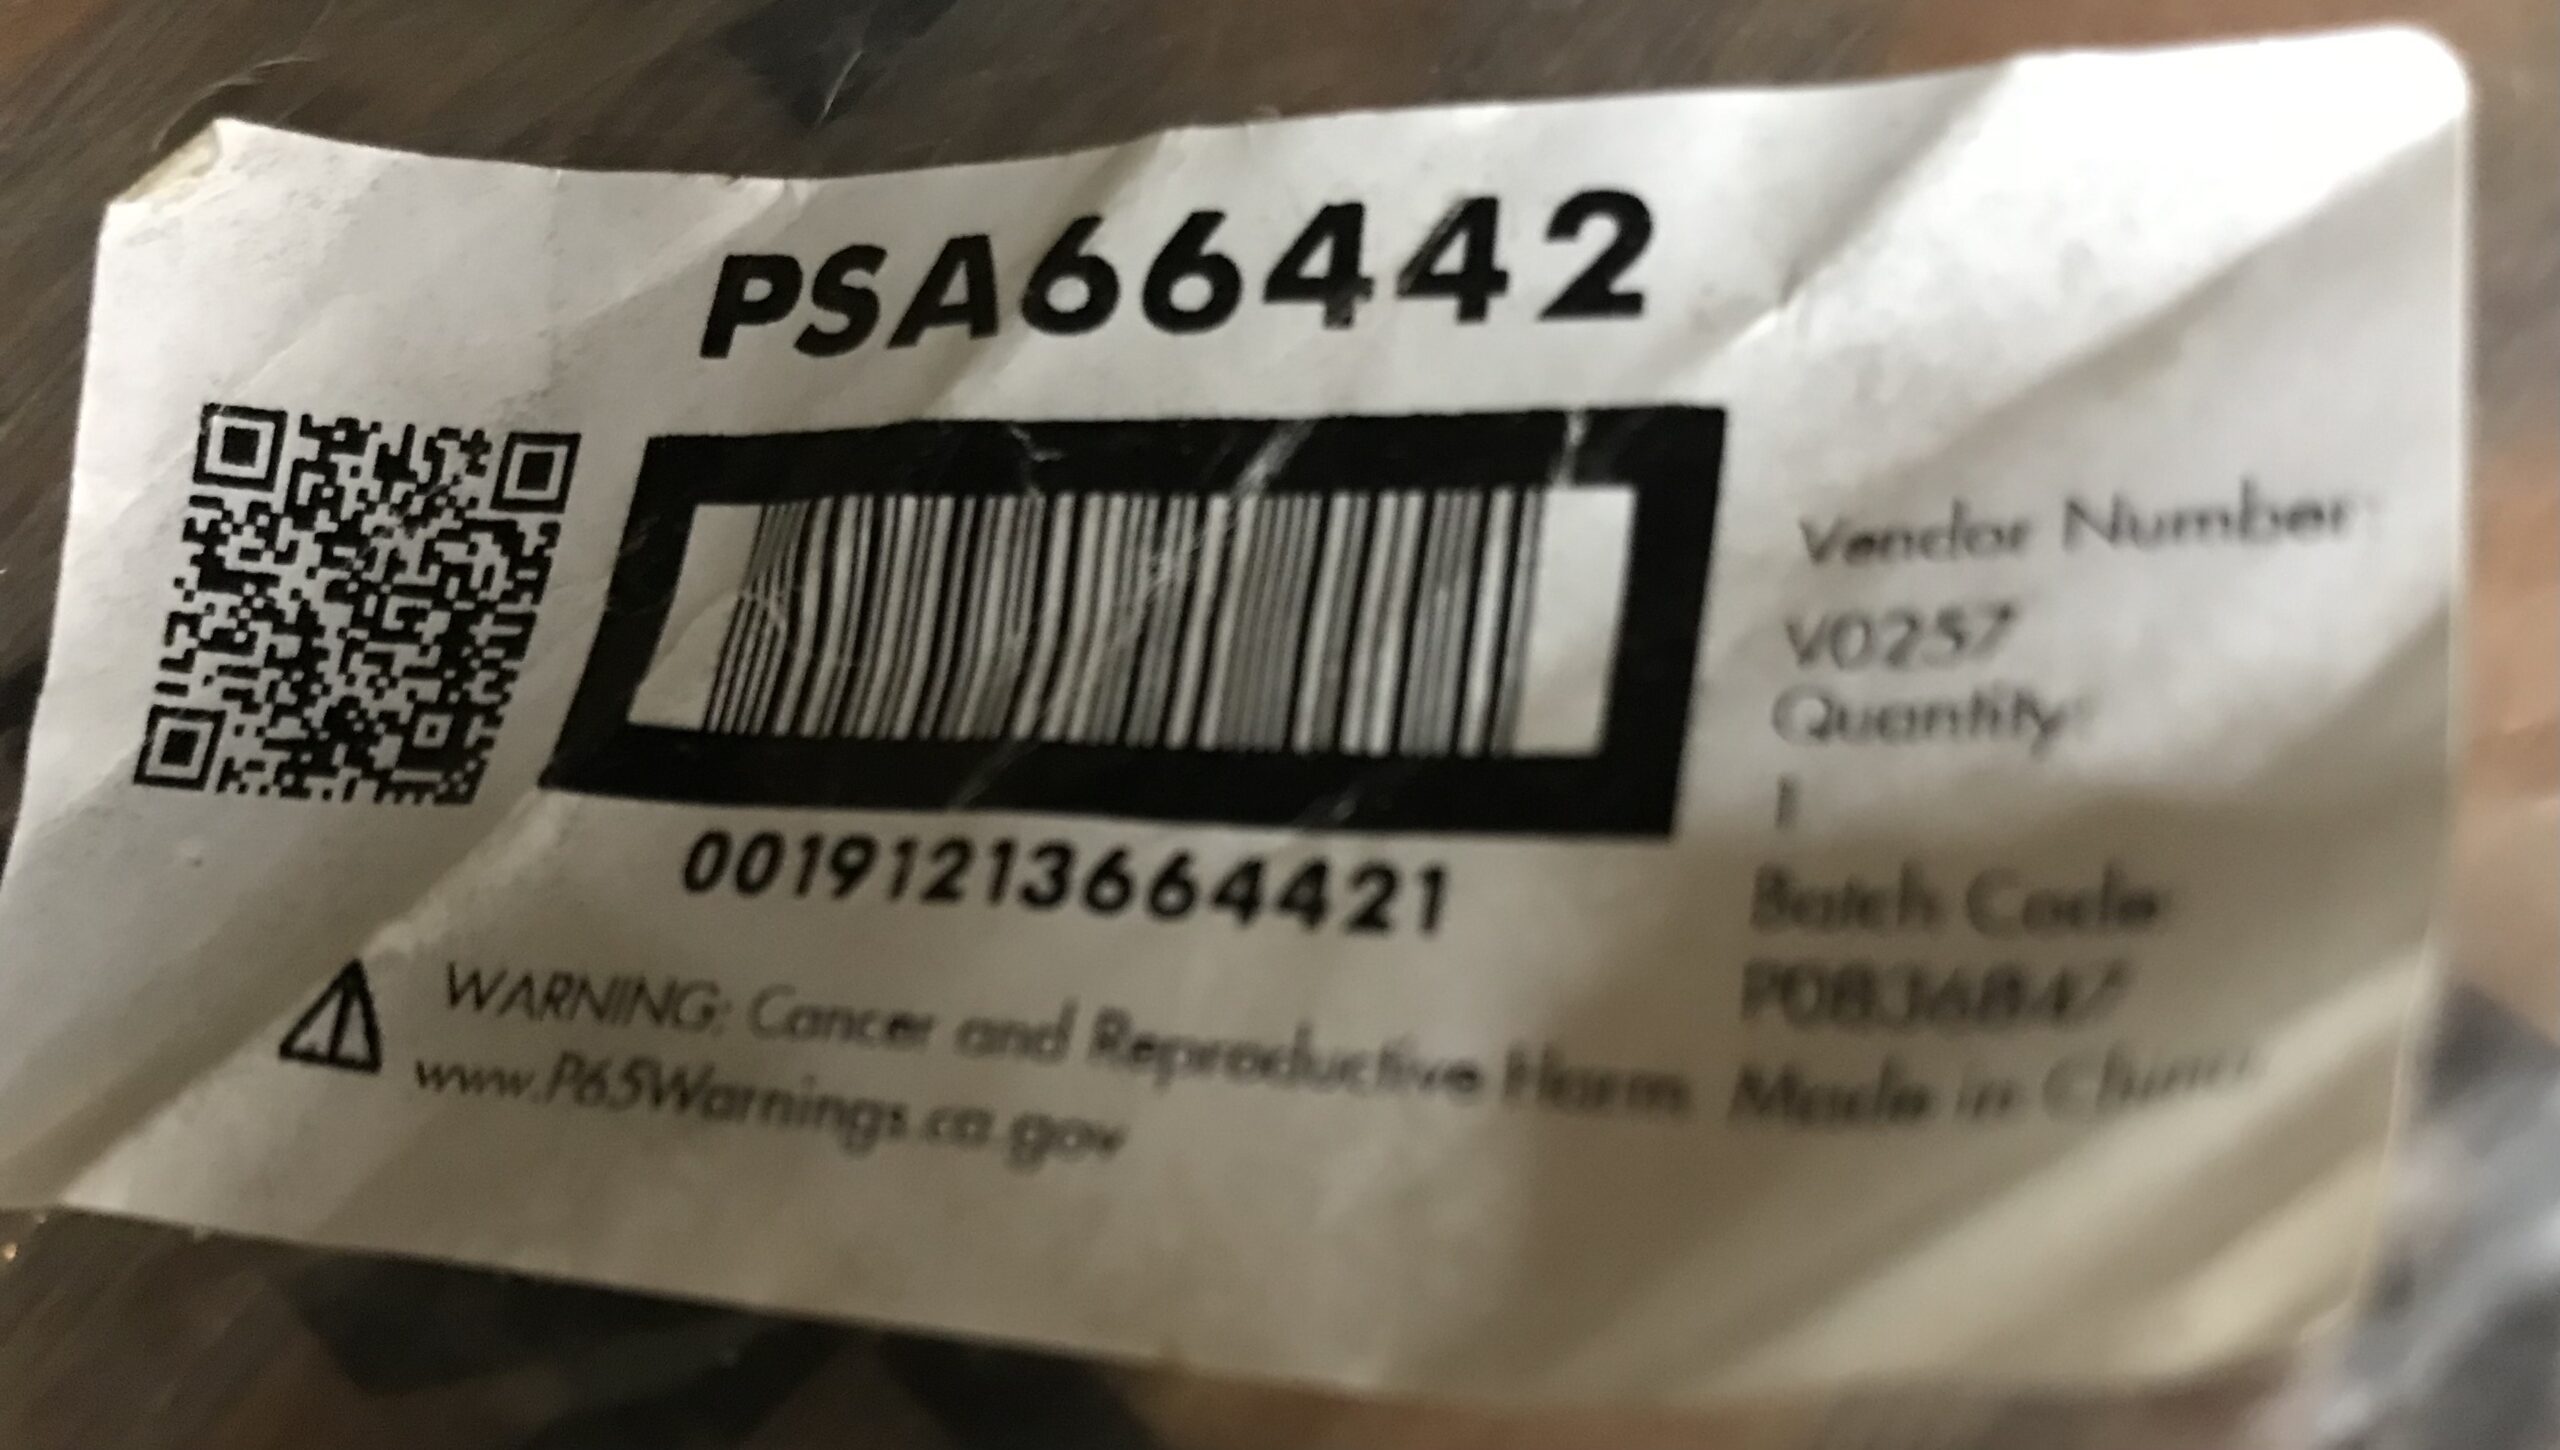 PSA66442
00191213664421
WARNING: Cancer and Reproductive Harm
www.P65Warnings.ca.gov
Vendor Number:
V0257
Quantity:
1
Batch Code
P0836847
Made in China